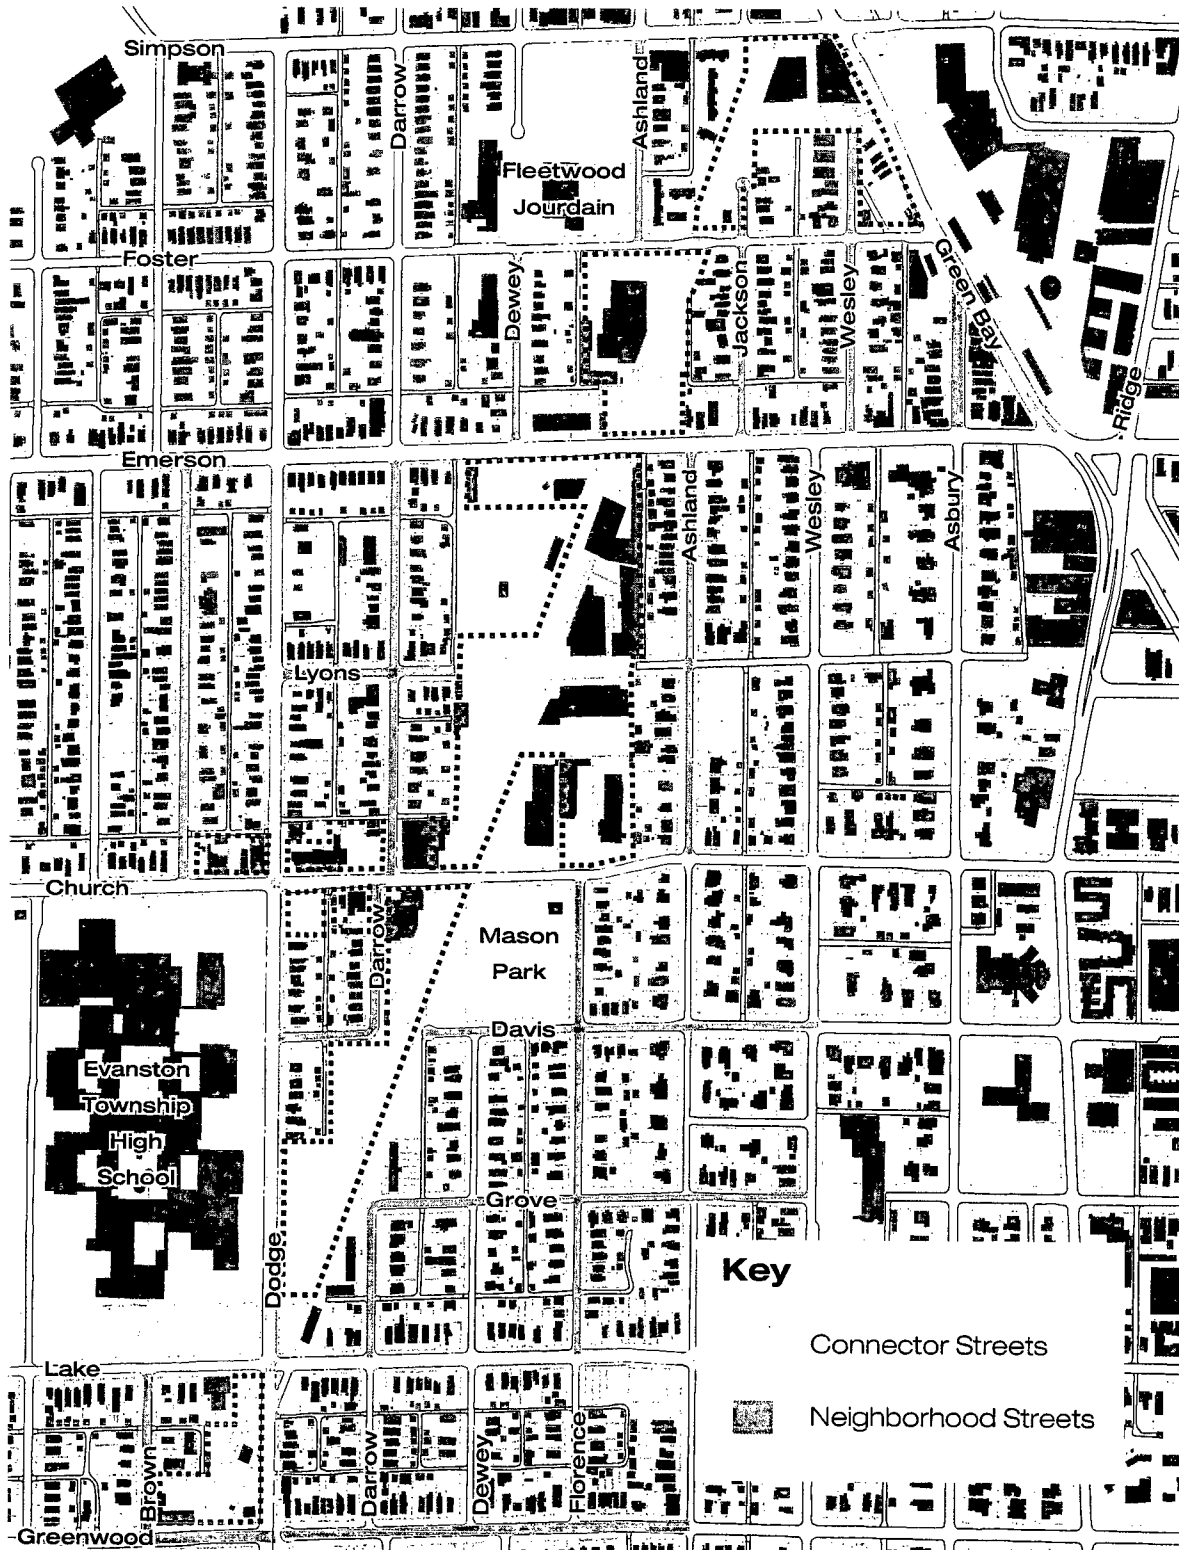 Simpson
Darrow
Ashland
Fleetwood
Jourdain
Foster
Dewey
Jackson
Wesley
Green Bay
Ridge
Emerson
Ashland
Wesley
Asbury
Lyons
Church
Darrow
Mason
Park
Davis
Evanston
Township
High
School
Grove
Dodge
Key
Connector Streets
Neighborhood Streets
Lake
Brown
Darrow
Dewey
Florence
Greenwood